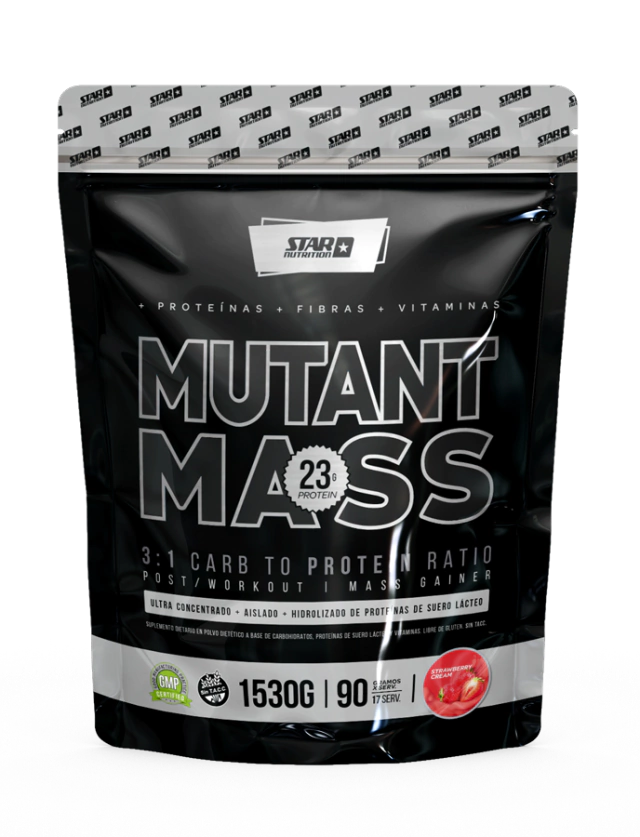 STAR
NUTRITION
+ PROTEÍNAS + FIBRAS + VITAMINAS
MUTANT
MASS
23G
PROTEIN
3:1 CARB TO PROTEIN RATIO
POST/WORKOUT | MASS GAINER
ULTRA CONCENTRADO + AISLADO + HIDROLIZADO DE PROTEINAS DE SUERO LÁCTEO
SUPLEMENTO DIETARIO EN POLVO DIETÉTICO A BASE DE CARBOHIDRATOS, PROTEÍNAS DE SUERO LÁCTEO Y VITAMINAS. LIBRE DE GLUTEN. SIN TACC.
GMP
CERTIFIED
Sin T.A.C.C.
1530G | 90 GRAMOS X SERV. 17 SERV. |
STRAWBERRY
CREAM